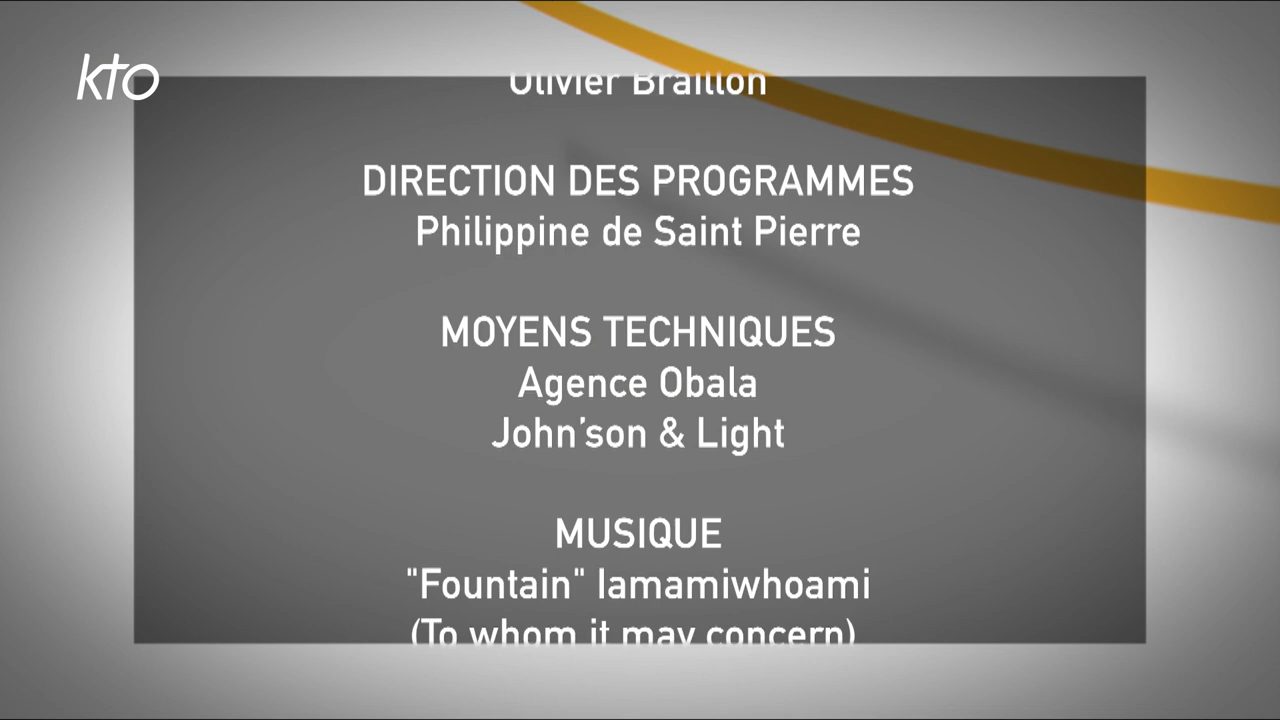 kto
Olivier Braillon
DIRECTION DES PROGRAMMES
Philippine de Saint Pierre
MOYENS TECHNIQUES
Agence Obala
John’son & Light
MUSIQUE
"Fountain" Iamamiwhoami
(To whom it may concern)